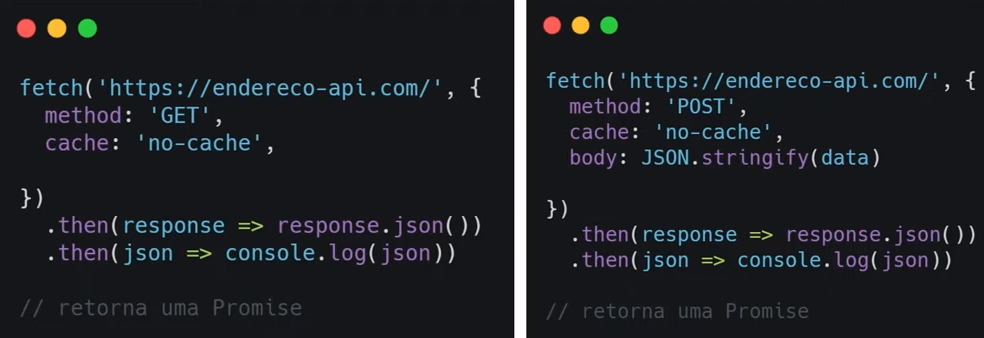 fetch('https://endereco-api.com/', {
  method: 'GET',
  cache: 'no-cache',
})
  .then(response => response.json())
  .then(json => console.log(json))
// retorna uma Promise
fetch('https://endereco-api.com/', {
  method: 'POST',
  cache: 'no-cache',
  body: JSON.stringify(data)
})
  .then(response => response.json())
  .then(json => console.log(json))
// retorna uma Promise